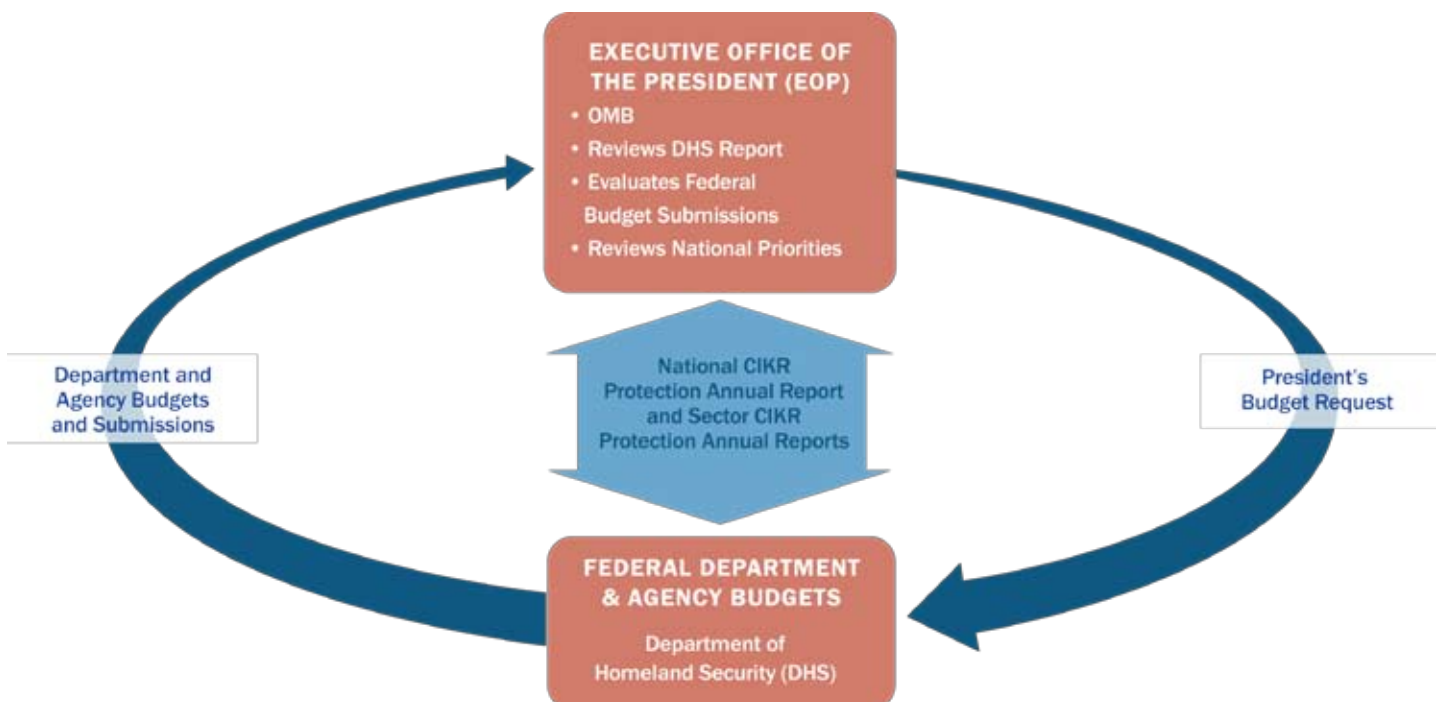 EXECUTIVE OFFICE OF
THE PRESIDENT (EOP)
• OMB
• Reviews DHS Report
• Evaluates Federal
Budget Submissions
• Reviews National Priorities
Department and
Agency Budgets
and Submissions
National CIKR
Protection Annual Report
and Sector CIKR
Protection Annual Reports
President's
Budget Request
FEDERAL DEPARTMENT
& AGENCY BUDGETS
Department of
Homeland Security (DHS)